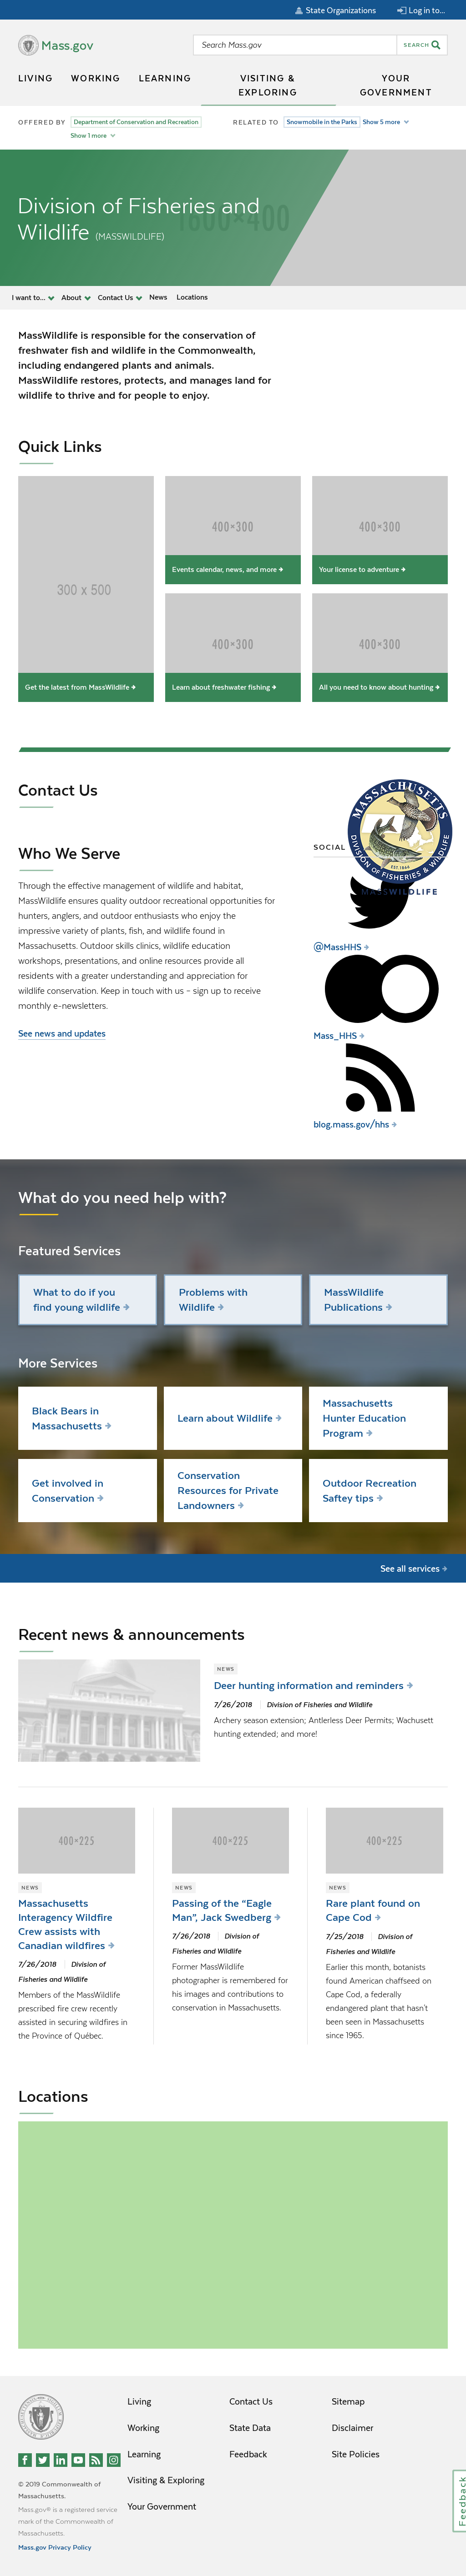 State Organizations
Log in to...
Mass.gov
Search Mass.gov
SEARCH
LIVING
WORKING
LEARNING
VISITING &
EXPLORING
YOUR
GOVERNMENT
OFFERED BY
Department of Conservation and Recreation
Show 1 more
RELATED TO
Snowmobile in the Parks
Show 5 more
1600×400
Division of Fisheries and
Wildlife (MASSWILDLIFE)
I want to...
About
Contact Us
News
Locations
MassWildlife is responsible for the conservation of
freshwater fish and wildlife in the Commonwealth,
including endangered plants and animals.
MassWildlife restores, protects, and manages land for
wildlife to thrive and for people to enjoy.
Quick Links
300 x 500
Get the latest from MassWildlife
400×300
Events calendar, news, and more
400×300
Your license to adventure
400×300
Learn about freshwater fishing
400×300
All you need to know about hunting
Contact Us
Who We Serve
Through the effective management of wildlife and habitat,
MassWildlife ensures quality outdoor recreational opportunities for
hunters, anglers, and outdoor enthusiasts who enjoy the
impressive variety of plants, fish, and wildlife found in
Massachusetts. Outdoor skills clinics, wildlife education
workshops, presentations, and online resources provide all
residents with a greater understanding and appreciation for
wildlife conservation. Keep in touch with us – sign up to receive
monthly e-newsletters.
See news and updates
SOCIAL
MASSACHUSETTS
DIVISION OF FISHERIES & WILDLIFE
EST. 1866
MASSWILDLIFE
@MassHHS
Mass_HHS
blog.mass.gov/hhs
What do you need help with?
Featured Services
What to do if you
find young wildlife
Problems with
Wildlife
MassWildlife
Publications
More Services
Black Bears in
Massachusetts
Learn about Wildlife
Massachusetts
Hunter Education
Program
Get involved in
Conservation
Conservation
Resources for Private
Landowners
Outdoor Recreation
Saftey tips
See all services
Recent news & announcements
NEWS
Deer hunting information and reminders
7/26/2018 Division of Fisheries and Wildlife
Archery season extension; Antlerless Deer Permits; Wachusett
hunting extended; and more!
400×225
NEWS
Massachusetts
Interagency Wildfire
Crew assists with
Canadian wildfires
7/26/2018 Division of
Fisheries and Wildlife
Members of the MassWildlife
prescribed fire crew recently
assisted in securing wildfires in
the Province of Québec.
400×225
NEWS
Passing of the “Eagle
Man”, Jack Swedberg
7/26/2018 Division of
Fisheries and Wildlife
Former MassWildlife
photographer is remembered for
his images and contributions to
conservation in Massachusetts.
400×225
NEWS
Rare plant found on
Cape Cod
7/25/2018 Division of
Fisheries and Wildlife
Earlier this month, botanists
found American chaffseed on
Cape Cod, a federally
endangered plant that hasn't
been seen in Massachusetts
since 1965.
Locations
Living
Working
Learning
Visiting & Exploring
Your Government
Contact Us
State Data
Feedback
Sitemap
Disclaimer
Site Policies
© 2019 Commonwealth of
Massachusetts.
Mass.gov® is a registered service
mark of the Commonwealth of
Massachusetts.
Mass.gov Privacy Policy
Feedback